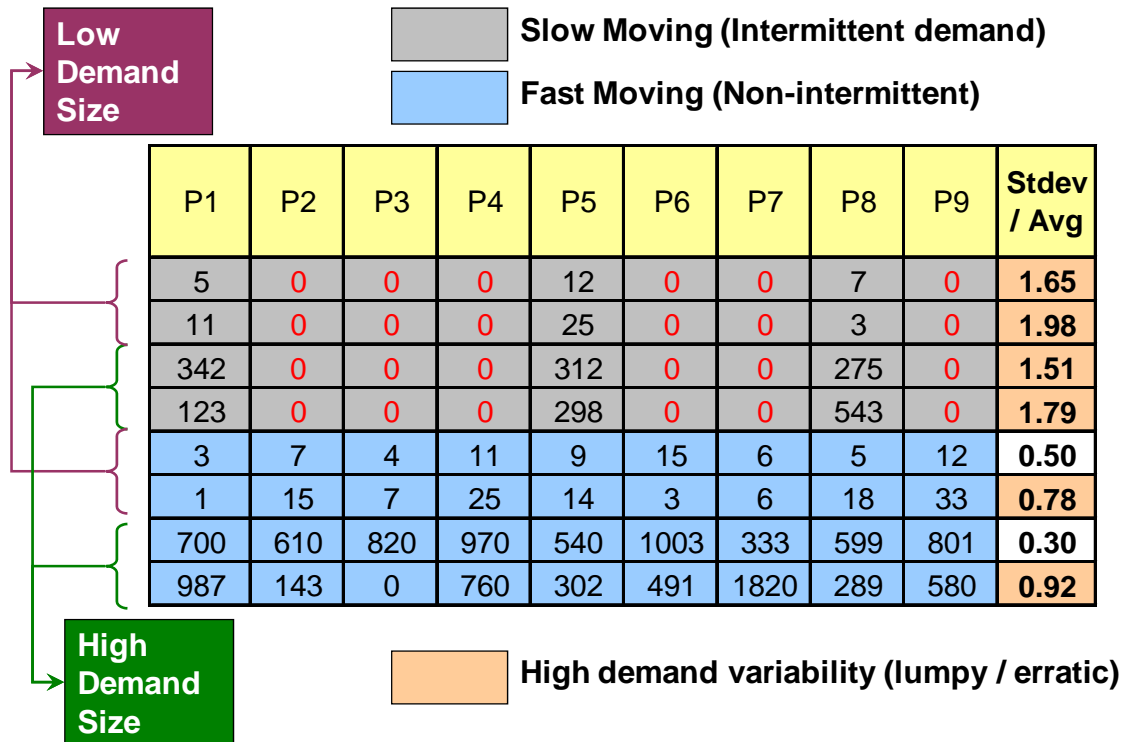 Low
Demand
Size
Slow Moving (Intermittent demand)
Fast Moving (Non-intermittent)
P1 P2 P3 P4 P5 P6 P7 P8 P9 Stdev
/ Avg
5 0 0 0 12 0 0 7 0 1.65
11 0 0 0 25 0 0 3 0 1.98
342 0 0 0 312 0 0 275 0 1.51
123 0 0 0 298 0 0 543 0 1.79
3 7 4 11 9 15 6 5 12 0.50
1 15 7 25 14 3 6 18 33 0.78
700 610 820 970 540 1003 333 599 801 0.30
987 143 0 760 302 491 1820 289 580 0.92
High
Demand
Size
High demand variability (lumpy / erratic)